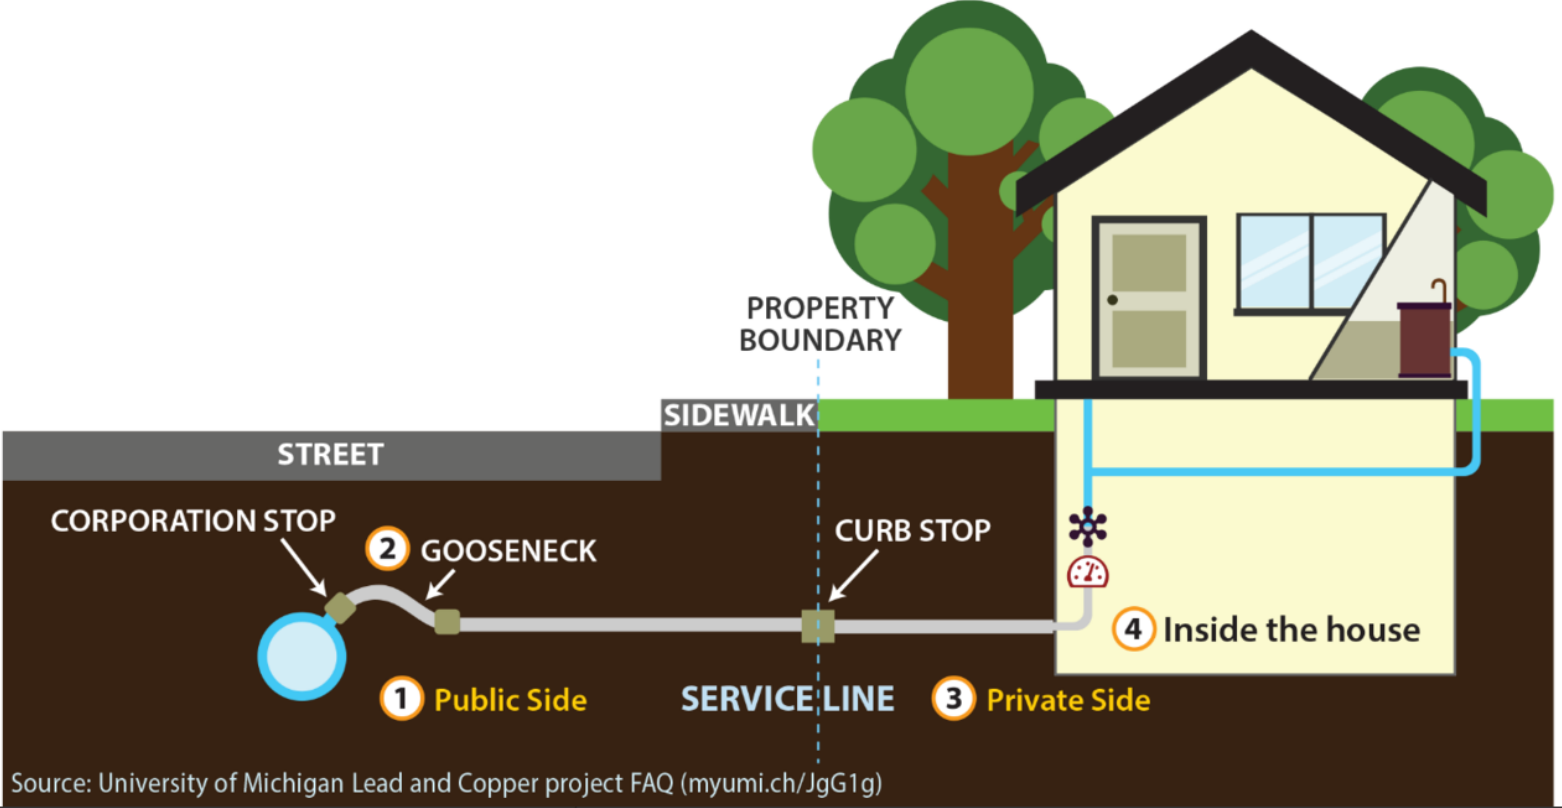 PROPERTY
BOUNDARY
SIDEWALK
STREET
CORPORATION STOP
2 GOOSENECK
CURB STOP
4 Inside the house
1 Public Side
SERVICE LINE
3 Private Side
Source: University of Michigan Lead and Copper project FAQ (myumi.ch/JgG1g)